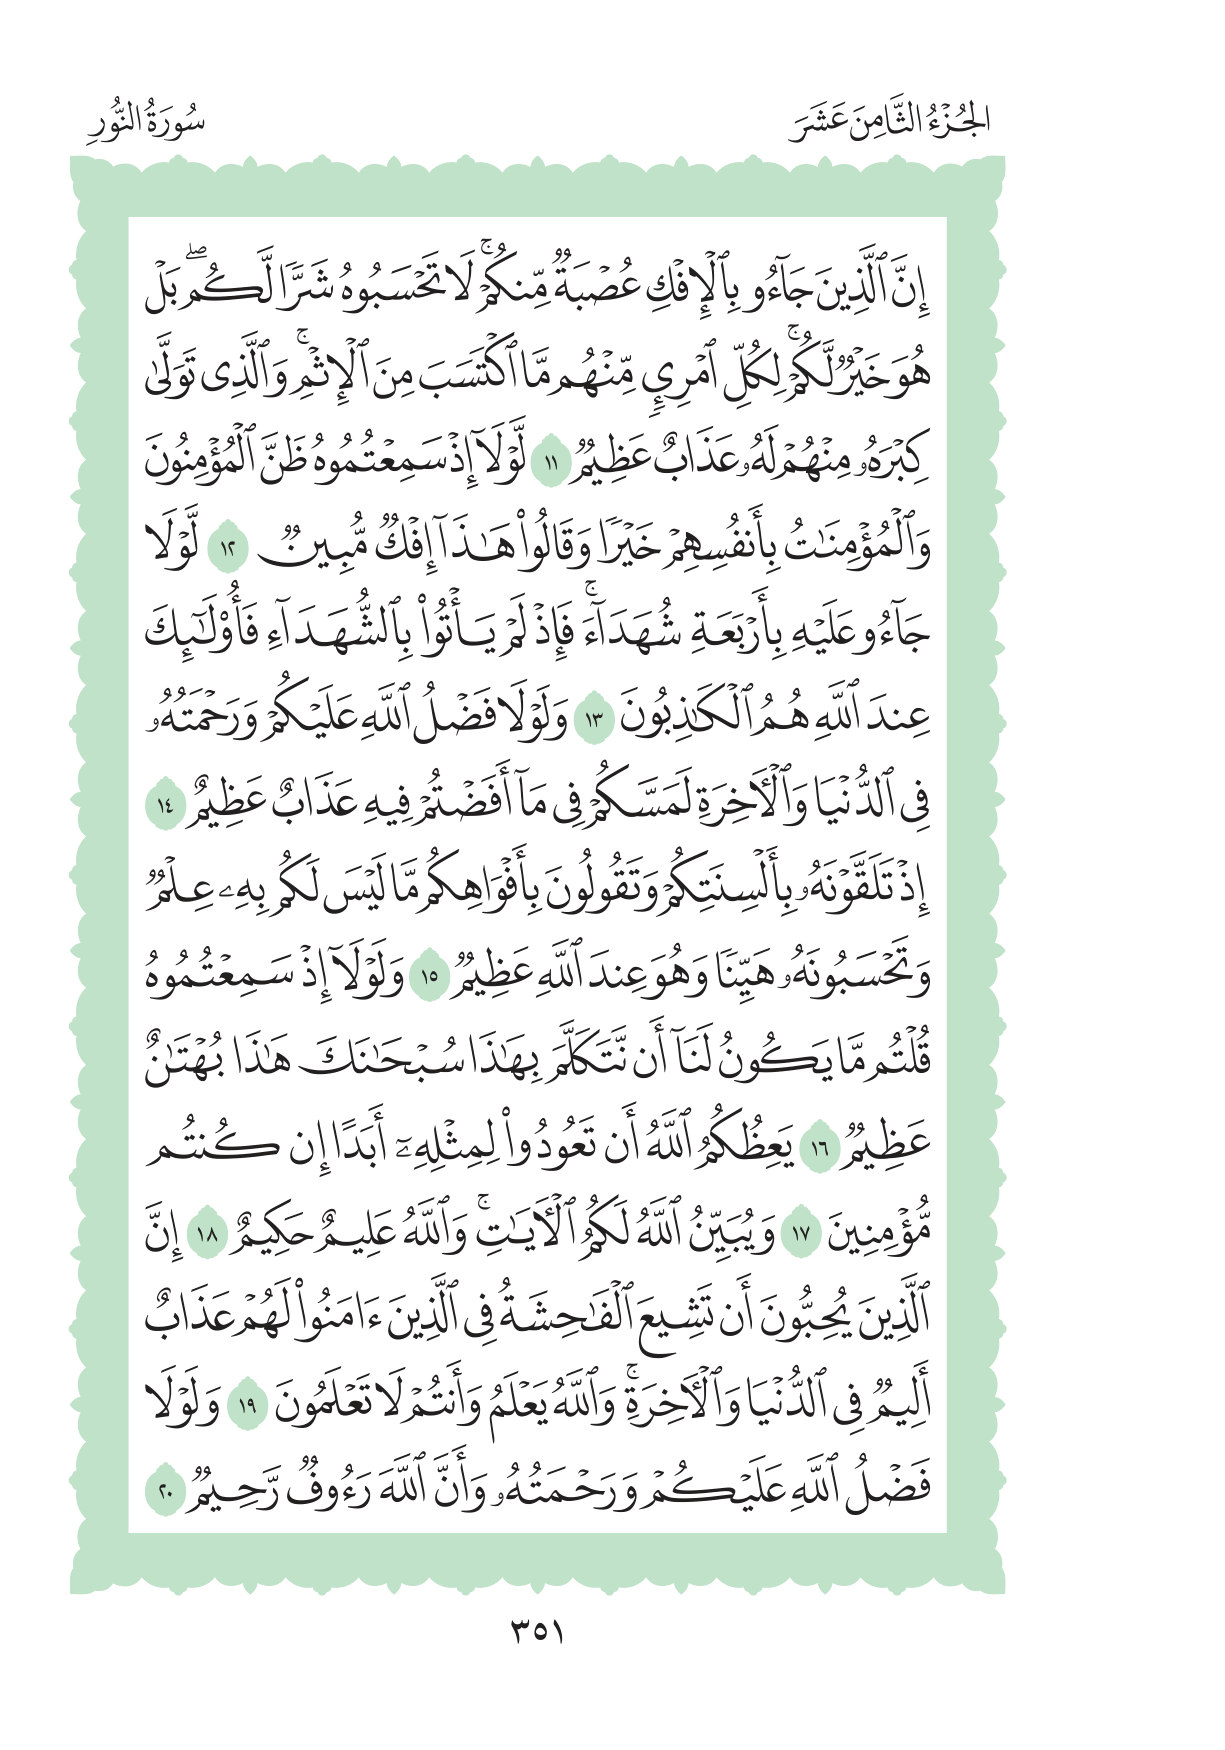 الجُزْءُ الثَّامِنَ عَشَرَ
سُورَةُ النُّورِ
إِنَّ ٱلَّذِينَ جَآءُو بِٱلْإِفْكِ عُصْبَةٌ مِّنكُمْ ۚ لَا تَحْسَبُوهُ شَرًّا لَّكُم ۖ بَلْ
هُوَ خَيْرٌ لَّكُمْ ۚ لِكُلِّ ٱمْرِئٍ مِّنْهُم مَّا ٱكْتَسَبَ مِنَ ٱلْإِثْمِ ۚ وَٱلَّذِى تَوَلَّىٰ
كِبْرَهُۥ مِنْهُمْ لَهُۥ عَذَابٌ عَظِيمٌ ١١ لَّوْلَآ إِذْ سَمِعْتُمُوهُ ظَنَّ ٱلْمُؤْمِنُونَ
وَٱلْمُؤْمِنَـٰتُ بِأَنفُسِهِمْ خَيْرًا وَقَالُوا۟ هَـٰذَآ إِفْكٌ مُّبِينٌ ١٢ لَّوْلَا
جَآءُو عَلَيْهِ بِأَرْبَعَةِ شُهَدَآءَ ۚ فَإِذْ لَمْ يَأْتُوا۟ بِٱلشُّهَدَآءِ فَأُو۟لَـٰٓئِكَ
عِندَ ٱللَّهِ هُمُ ٱلْكَـٰذِبُونَ ١٣ وَلَوْلَا فَضْلُ ٱللَّهِ عَلَيْكُمْ وَرَحْمَتُهُۥ
فِى ٱلدُّنْيَا وَٱلْـَٔاخِرَةِ لَمَسَّكُمْ فِى مَآ أَفَضْتُمْ فِيهِ عَذَابٌ عَظِيمٌ ١٤
إِذْ تَلَقَّوْنَهُۥ بِأَلْسِنَتِكُمْ وَتَقُولُونَ بِأَفْوَاهِكُم مَّا لَيْسَ لَكُم بِهِۦ عِلْمٌ
وَتَحْسَبُونَهُۥ هَيِّنًا وَهُوَ عِندَ ٱللَّهِ عَظِيمٌ ١٥ وَلَوْلَآ إِذْ سَمِعْتُمُوهُ
قُلْتُم مَّا يَكُونُ لَنَآ أَن نَّتَكَلَّمَ بِهَـٰذَا سُبْحَـٰنَكَ هَـٰذَا بُهْتَـٰنٌ
عَظِيمٌ ١٦ يَعِظُكُمُ ٱللَّهُ أَن تَعُودُوا۟ لِمِثْلِهِۦٓ أَبَدًا إِن كُنتُم
مُّؤْمِنِينَ ١٧ وَيُبَيِّنُ ٱللَّهُ لَكُمُ ٱلْـَٔايَـٰتِ ۚ وَٱللَّهُ عَلِيمٌ حَكِيمٌ ١٨ إِنَّ
ٱلَّذِينَ يُحِبُّونَ أَن تَشِيعَ ٱلْفَـٰحِشَةُ فِى ٱلَّذِينَ ءَامَنُوا۟ لَهُمْ عَذَابٌ
أَلِيمٌ فِى ٱلدُّنْيَا وَٱلْـَٔاخِرَةِ ۚ وَٱللَّهُ يَعْلَمُ وَأَنتُمْ لَا تَعْلَمُونَ ١٩ وَلَوْلَا
فَضْلُ ٱللَّهِ عَلَيْكُمْ وَرَحْمَتُهُۥ وَأَنَّ ٱللَّهَ رَءُوفٌ رَّحِيمٌ ٢٠
٣٥١